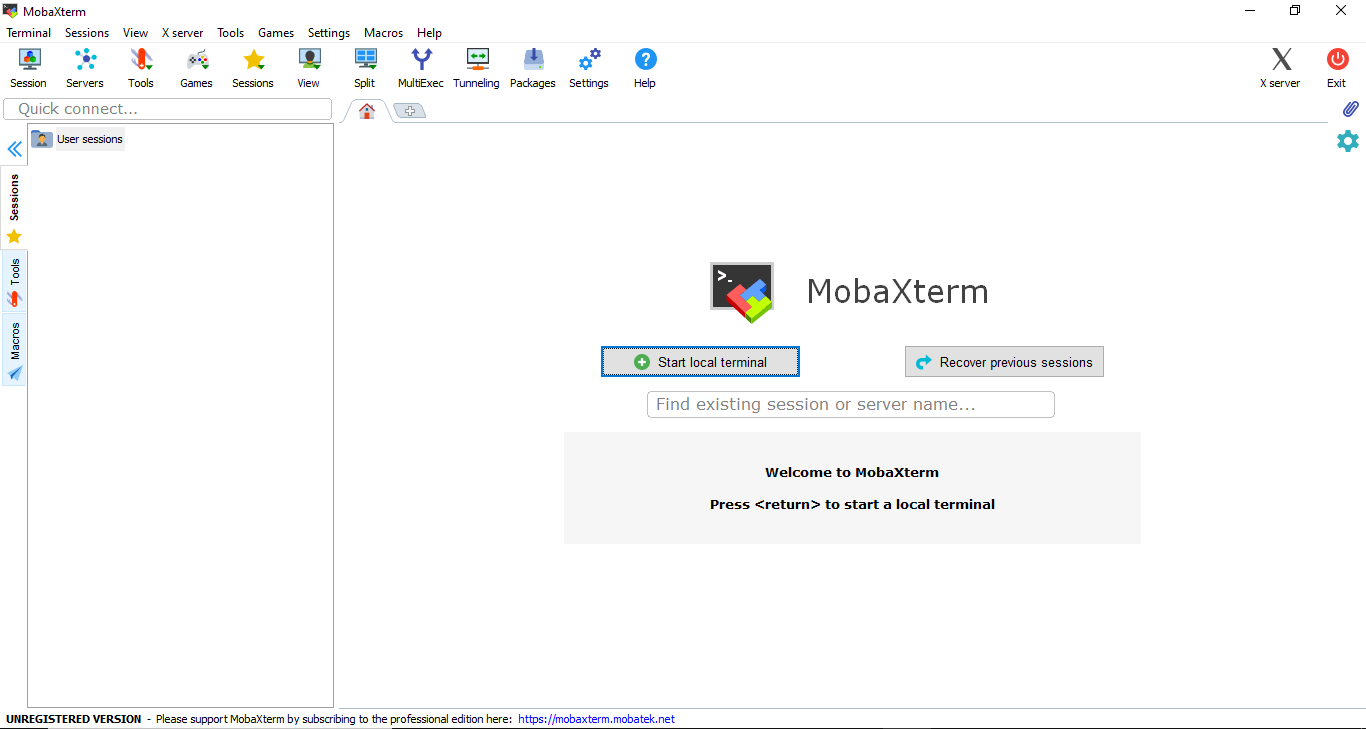 MobaXterm
Terminal Sessions View X server Tools Games Settings Macros Help
Session Servers Tools Games Sessions View Split MultiExec Tunneling Packages Settings Help X server Exit
Quick connect...
User sessions
Sessions
Tools
Macros
>_
MobaXterm
Start local terminal Recover previous sessions
Find existing session or server name...
Welcome to MobaXterm
Press <return> to start a local terminal
UNREGISTERED VERSION - Please support MobaXterm by subscribing to the professional edition here: https://mobaxterm.mobatek.net